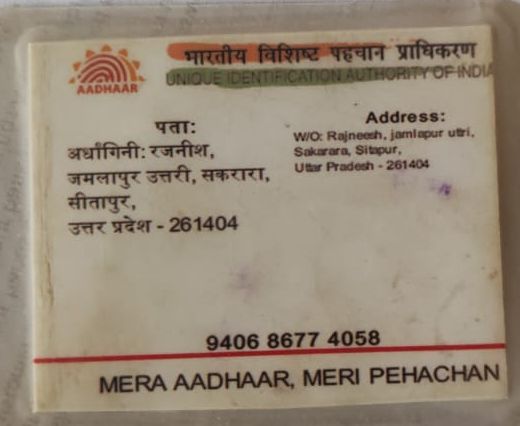 भारतीय विशिष्ट पहचान प्राधिकरण
UNIQUE IDENTIFICATION AUTHORITY OF INDIA
AADHAAR
पता:
अर्धांगिनी: रजनीश,
जमलापुर उत्तरी, सकरारा,
सीतापुर,
उत्तर प्रदेश - 261404
Address:
W/O: Rajneesh, jamlapur uttri,
Sakarara, Sitapur,
Uttar Pradesh - 261404
9406 8677 4058
MERA AADHAAR, MERI PEHACHAN